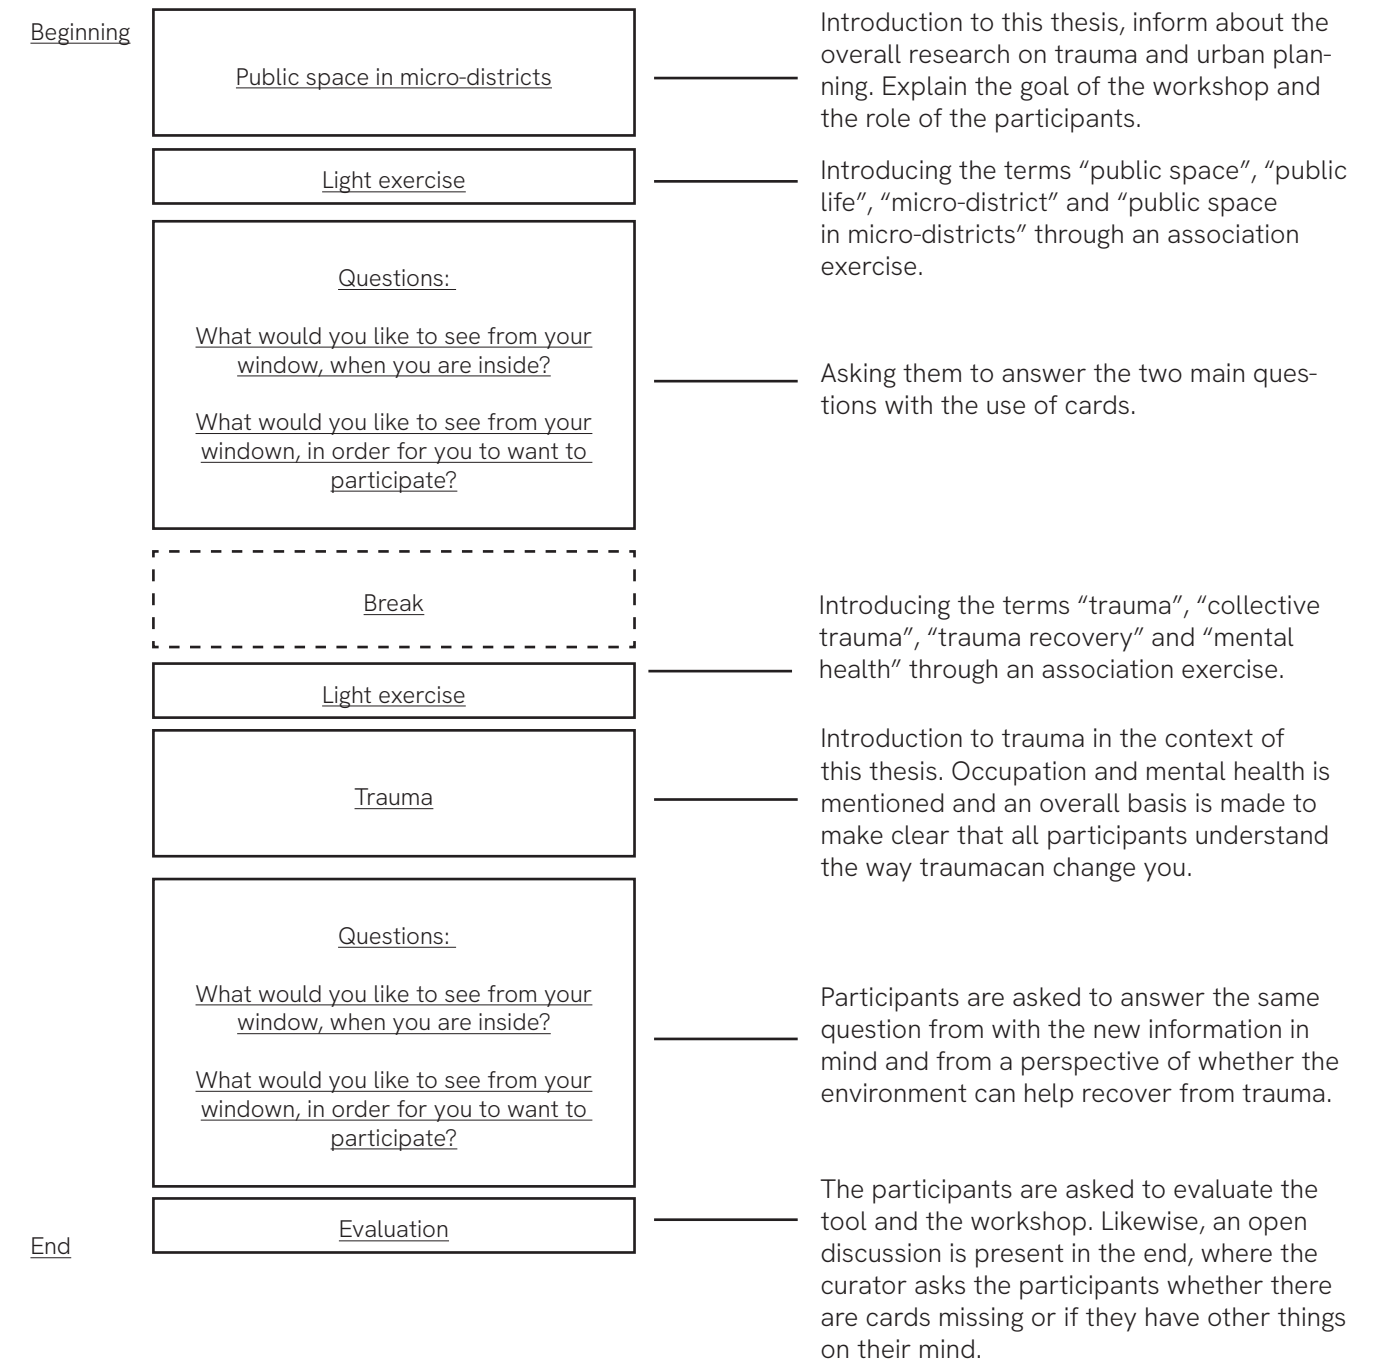 Beginning
Public space in micro-districts
Introduction to this thesis, inform about the
overall research on trauma and urban plan-
ning. Explain the goal of the workshop and
the role of the participants.
Light exercise
Introducing the terms “public space”, “public
life”, “micro-district” and “public space
in micro-districts” through an association
exercise.
Questions:
What would you like to see from your
window, when you are inside?
What would you like to see from your
windown, in order for you to want to
participate?
Asking them to answer the two main ques-
tions with the use of cards.
Break
Light exercise
Introducing the terms “trauma”, “collective
trauma”, “trauma recovery” and “mental
health” through an association exercise.
Trauma
Introduction to trauma in the context of
this thesis. Occupation and mental health is
mentioned and an overall basis is made to
make clear that all participants understand
the way traumacan change you.
Questions:
What would you like to see from your
window, when you are inside?
What would you like to see from your
windown, in order for you to want to
participate?
Participants are asked to answer the same
question from with the new information in
mind and from a perspective of whether the
environment can help recover from trauma.
Evaluation
End
The participants are asked to evaluate the
tool and the workshop. Likewise, an open
discussion is present in the end, where the
curator asks the participants whether there
are cards missing or if they have other things
on their mind.